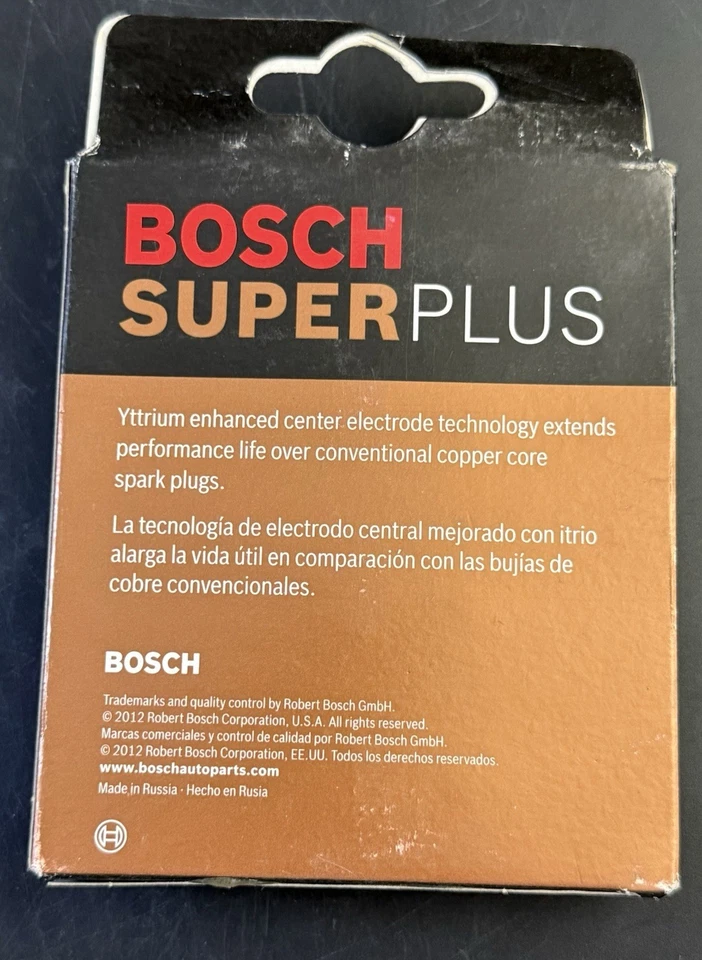 BOSCH
SUPERPLUS
Yttrium enhanced center electrode technology extends
performance life over conventional copper core
spark plugs.
La tecnología de electrodo central mejorado con itrio
alarga la vida útil en comparación con las bujías de
cobre convencionales.
BOSCH
Trademarks and quality control by Robert Bosch GmbH.
© 2012 Robert Bosch Corporation, U.S.A. All rights reserved.
Marcas comerciales y control de calidad por Robert Bosch GmbH.
© 2012 Robert Bosch Corporation, EE.UU. Todos los derechos reservados.
www.boschautoparts.com
Made in Russia · Hecho en Rusia